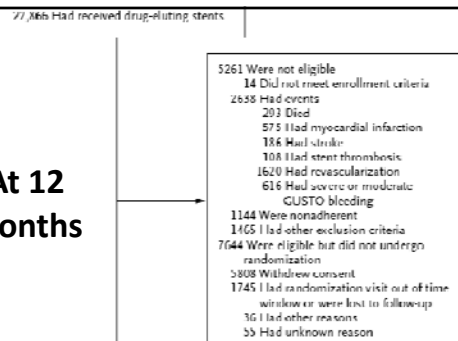 27,866 Had received drug-eluting stents
5261 Were not eligible
14 Did not meet enrollment criteria
2638 Had events
293 Died
575 Had myocardial infarction
186 Had stroke
108 Had stent thrombosis
1620 Had revascularization
616 Had severe or moderate
GUSTO bleeding
1144 Were nonadherent
1465 Had other exclusion criteria
7644 Were eligible but did not undergo
randomization
5808 Withdrew consent
1745 Had randomization visit out of time
window or were lost to follow-up
36 Had other reasons
55 Had unknown reason
At 12
onths